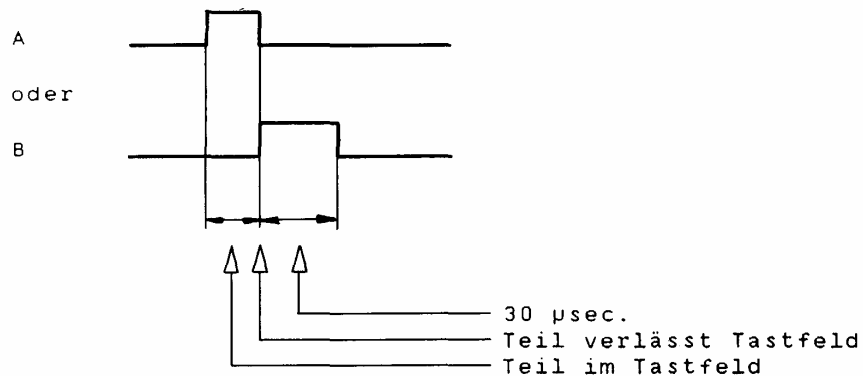 A
oder
B
30 µsec.
Teil verlässt Tastfeld
Teil im Tastfeld